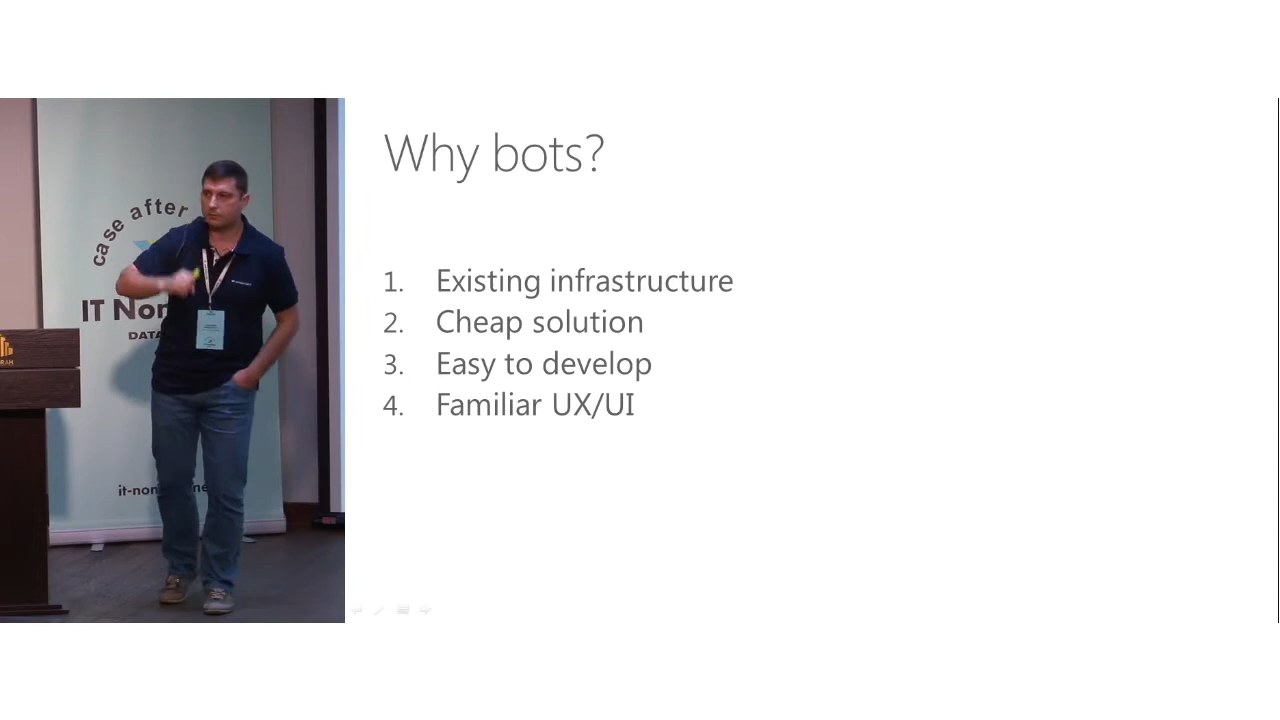 case after
IT Non
DATA
it-non
Why bots?
1. Existing infrastructure
2. Cheap solution
3. Easy to develop
4. Familiar UX/UI